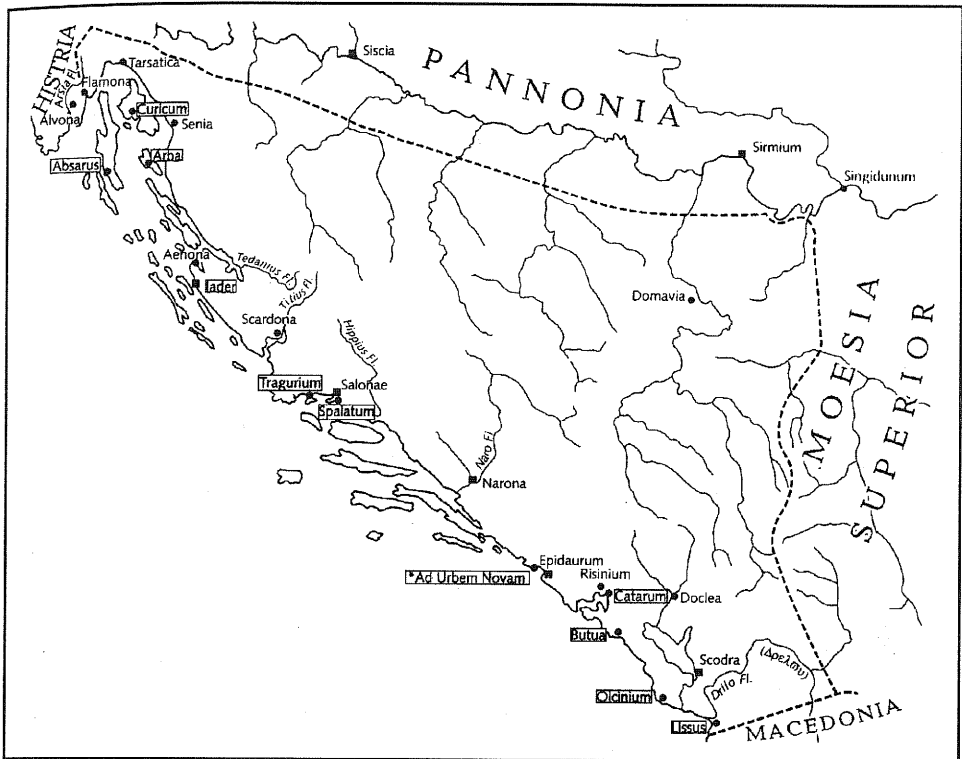 HISTRIA
PANNONIA
MOESIA
SUPERIOR
MACEDONIA
Siscia
Tarsatica
Arsia Fl.
Flamona
Alvona
Curicum
Senia
Absarus
Arba
Sirmium
Singidunum
Aenona
Tedanius Fl.
Iader
Titius Fl.
Scardona
Hippius Fl.
Domavia
Tragurium
Salonae
Spalatum
Naro Fl.
Narona
Epidaurum
*Ad Urbem Novam
Risinium
Catarum
Doclea
Butua
Scodra
Drilo Fl.
Olcinium
Lissus